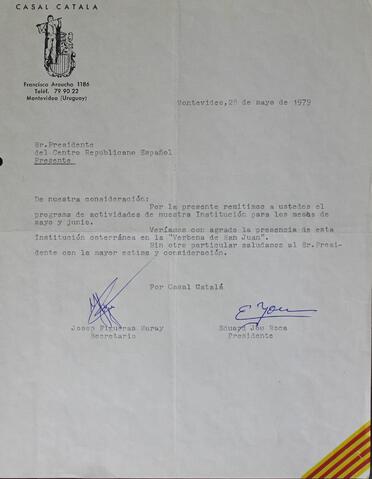 CASAL CATALA
Francisco Araucho 1186
Teléf. 79 90 22
Montevideo (Uruguay)
Montevideo, 28 de mayo de 1979
Sr.Presidente
del Centro Republicano Español
Presente
De nuestra consideración:
Por la presente remitimos a ustedes el
programa de actividades de nuestra Institución para los meses de
mayo y junio.
Veríamos con agrado la presencia de esta
Institución coterránea en la "Verbena de San Juan".
Sin otro particular saludamos al Sr.Presi-
dente con la mayor estima y consideración.
Por Casal Catalá
E. Jou
Josep Figueras Muray Eduard Jou Roca
Secretario Presidente